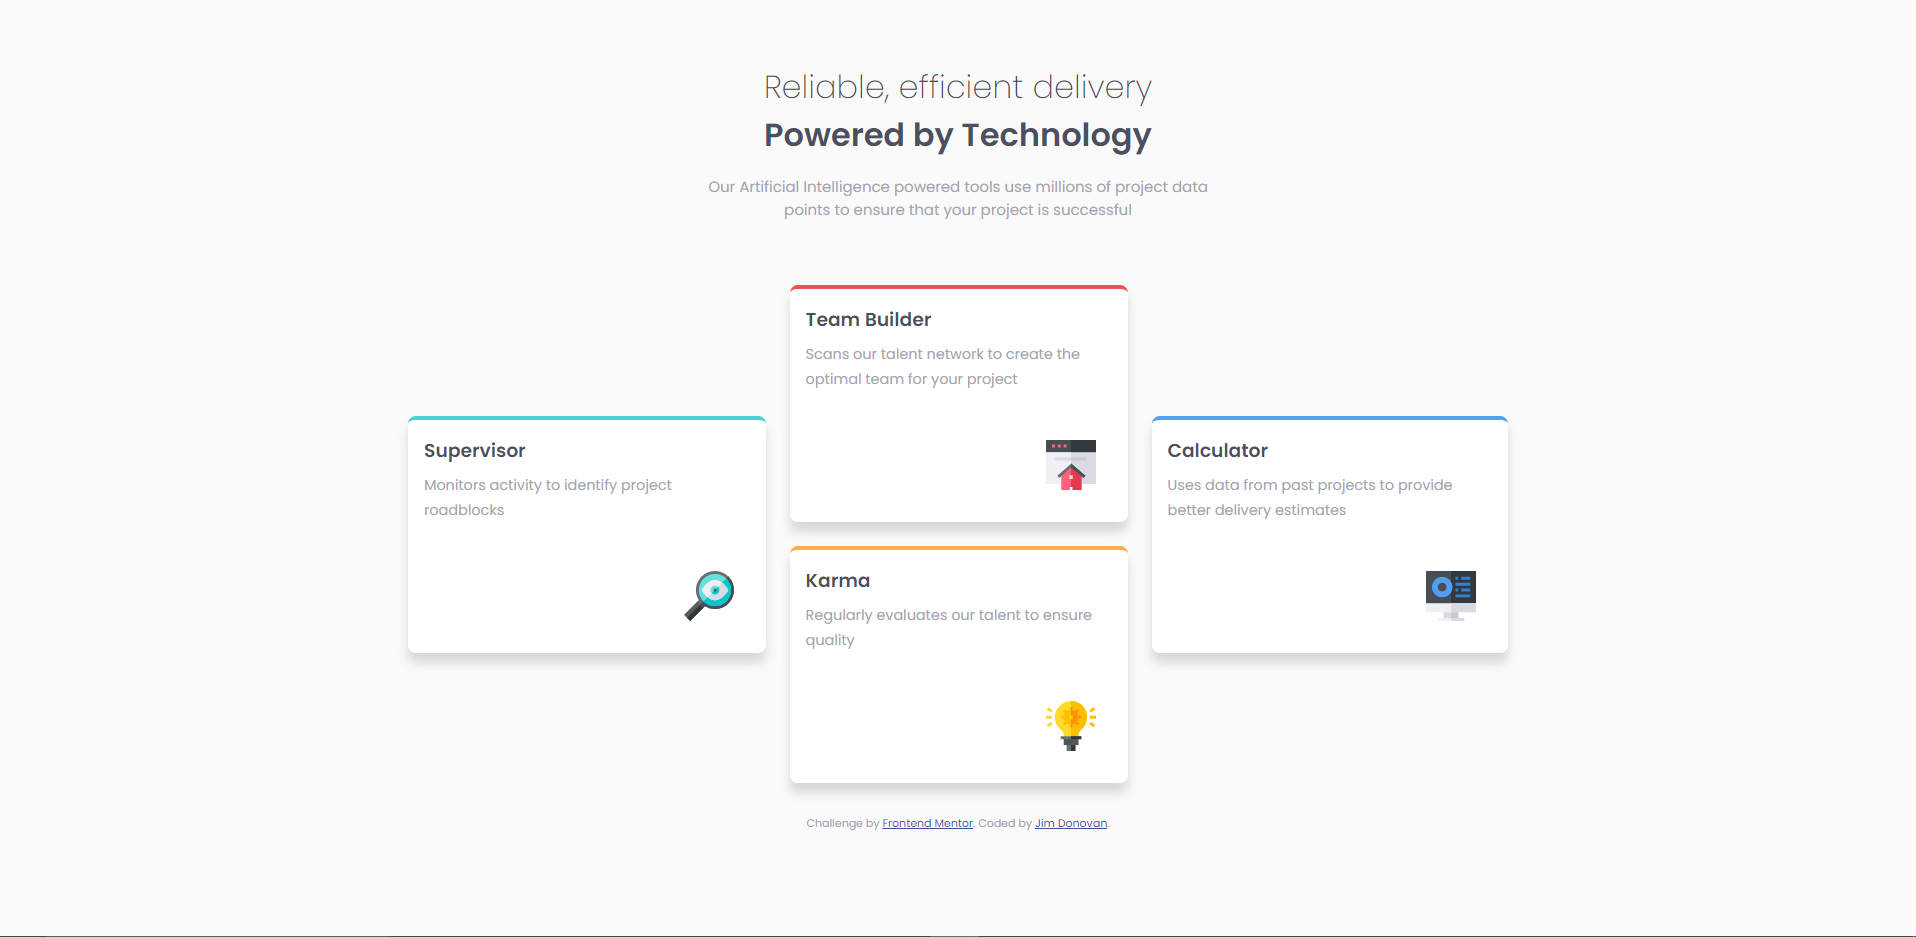 Reliable, efficient delivery
Powered by Technology
Our Artificial Intelligence powered tools use millions of project data
points to ensure that your project is successful
Supervisor
Monitors activity to identify project
roadblocks
Team Builder
Scans our talent network to create the
optimal team for your project
Karma
Regularly evaluates our talent to ensure
quality
Calculator
Uses data from past projects to provide
better delivery estimates
Challenge by Frontend Mentor. Coded by Jim Donovan.